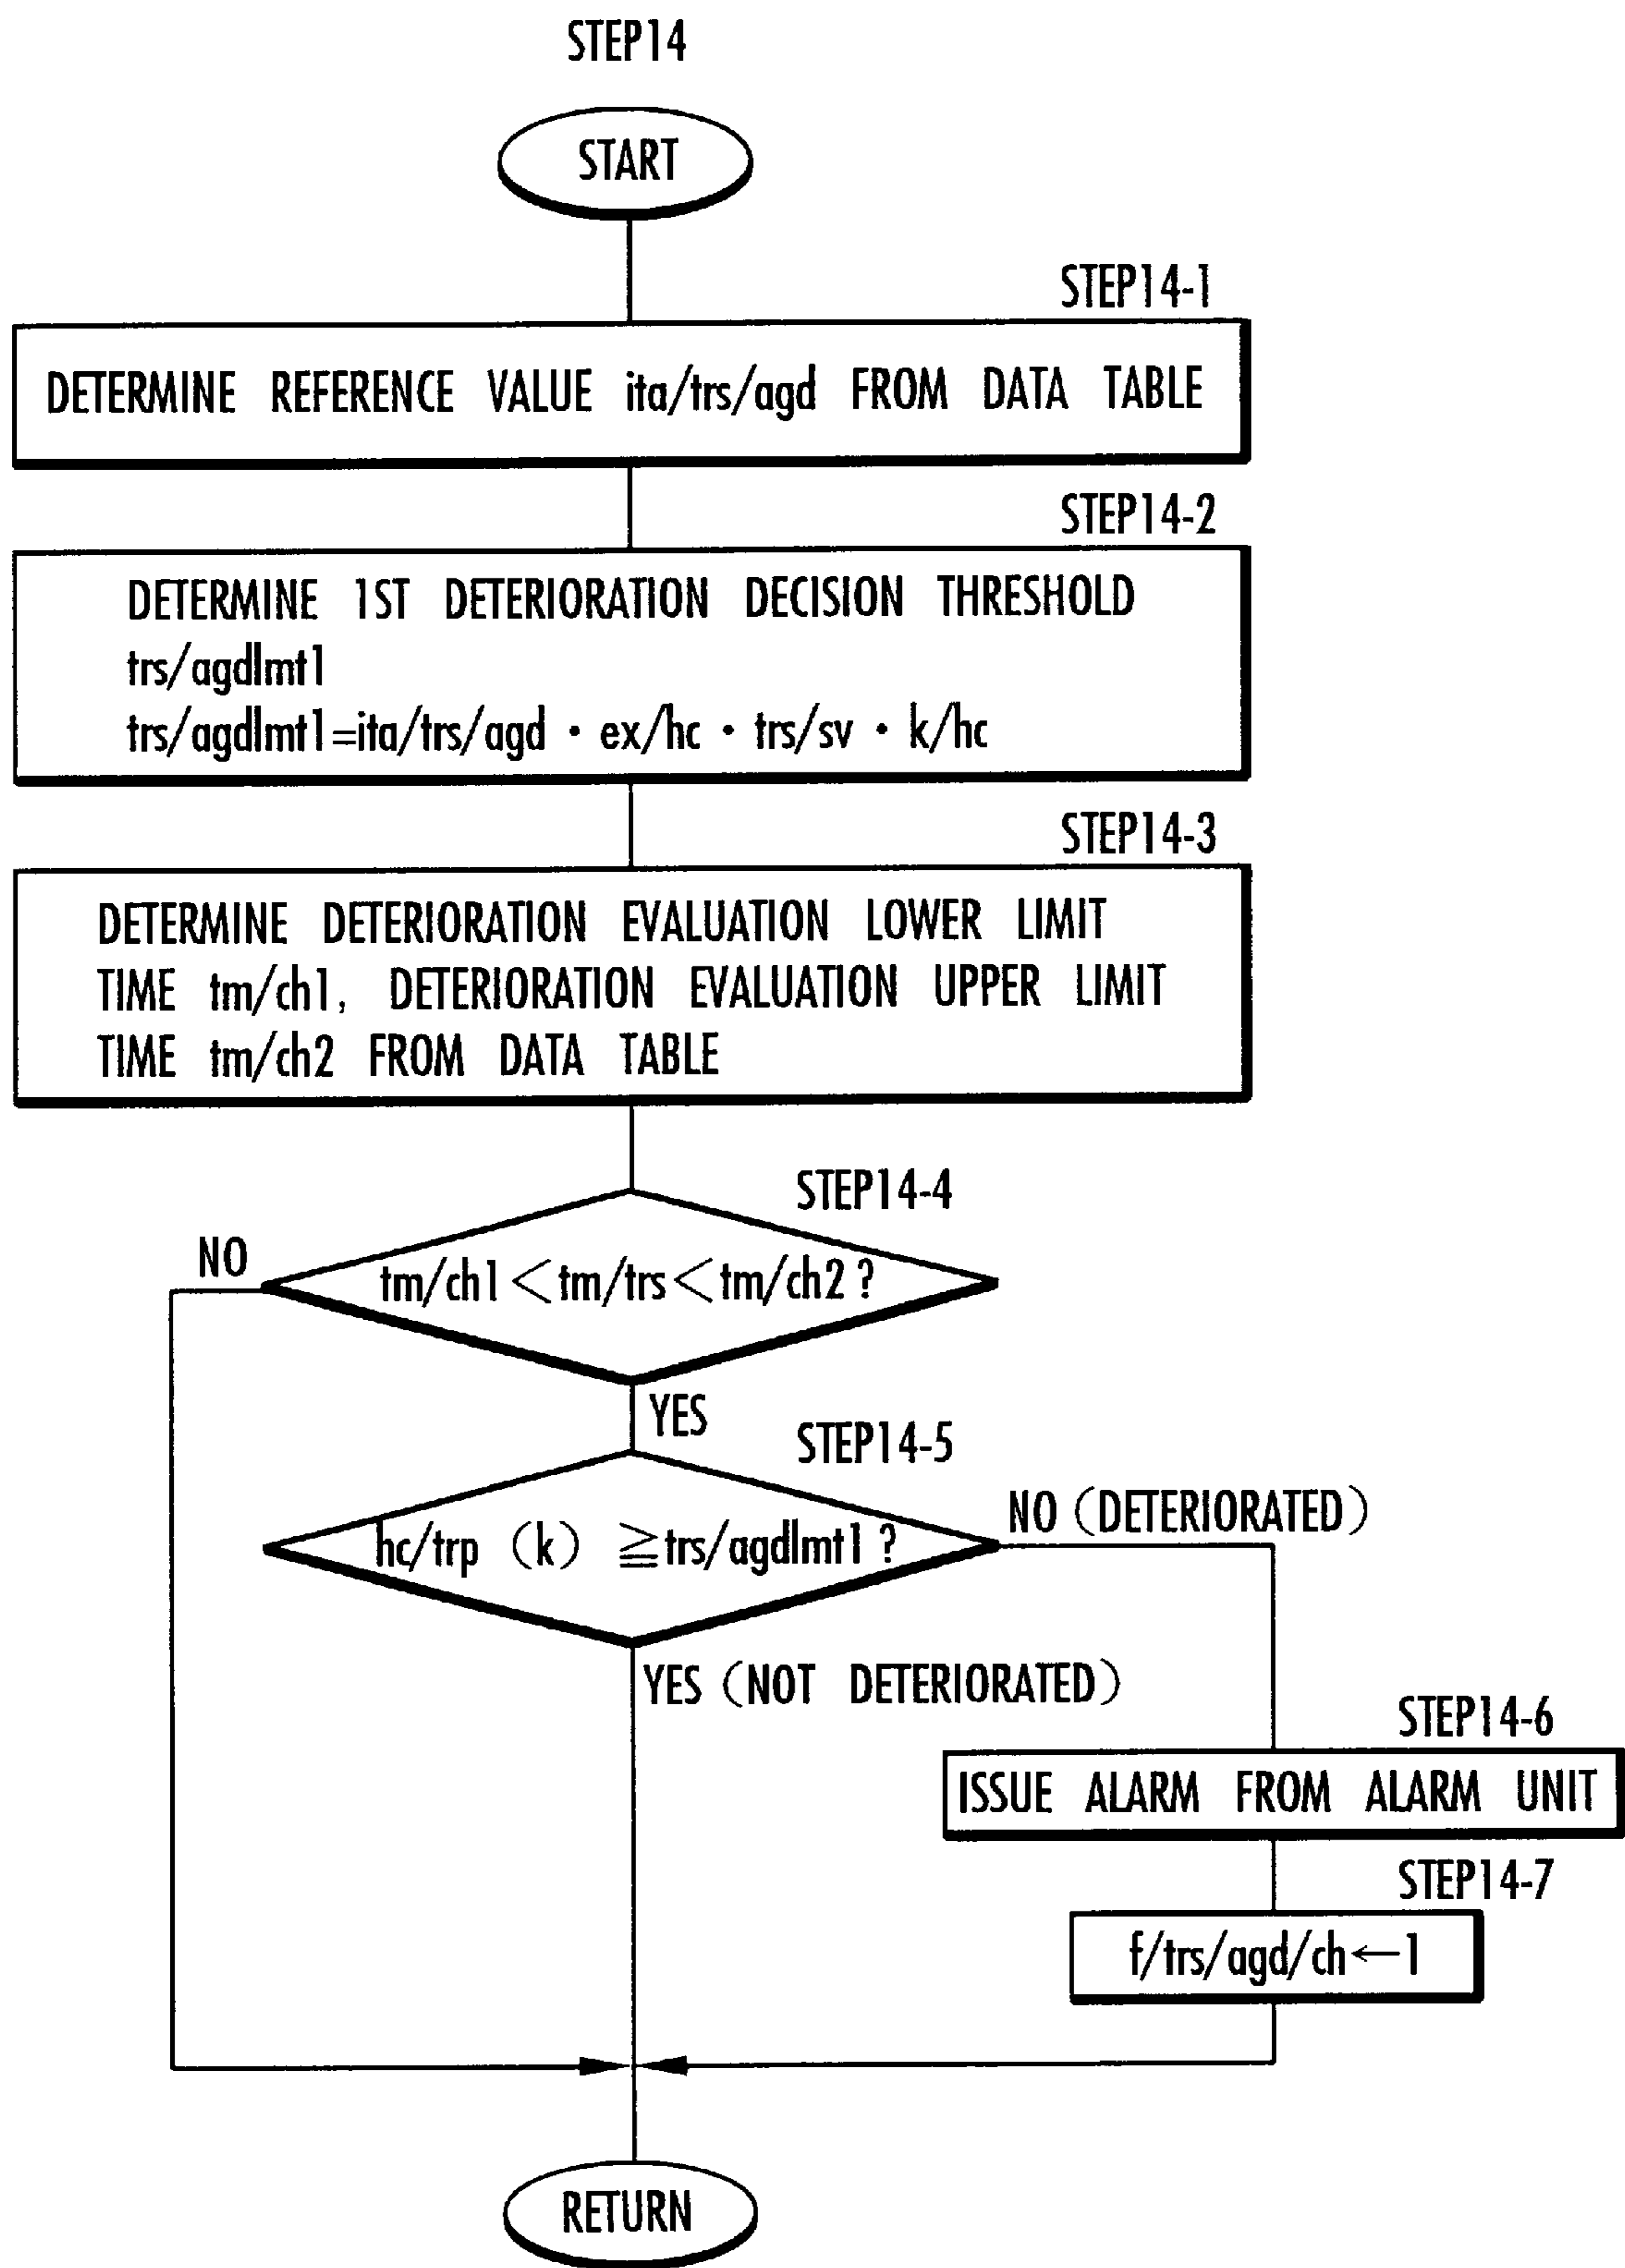 STEP14
START
STEP14-1
DETERMINE REFERENCE VALUE ita/trs/agd FROM DATA TABLE
STEP14-2
DETERMINE 1ST DETERIORATION DECISION THRESHOLD
trs/agdlmt1
trs/agdlmt1=ita/trs/agd · ex/hc · trs/sv · k/hc
STEP14-3
DETERMINE DETERIORATION EVALUATION LOWER LIMIT
TIME tm/ch1, DETERIORATION EVALUATION UPPER LIMIT
TIME tm/ch2 FROM DATA TABLE
STEP14-4
NO
tm/ch1<tm/trs<tm/ch2?
YES
STEP14-5
NO (DETERIORATED)
hc/trp (k) ≧trs/agdlmt1?
YES (NOT DETERIORATED)
STEP14-6
ISSUE ALARM FROM ALARM UNIT
STEP14-7
f/trs/agd/ch←1
RETURN